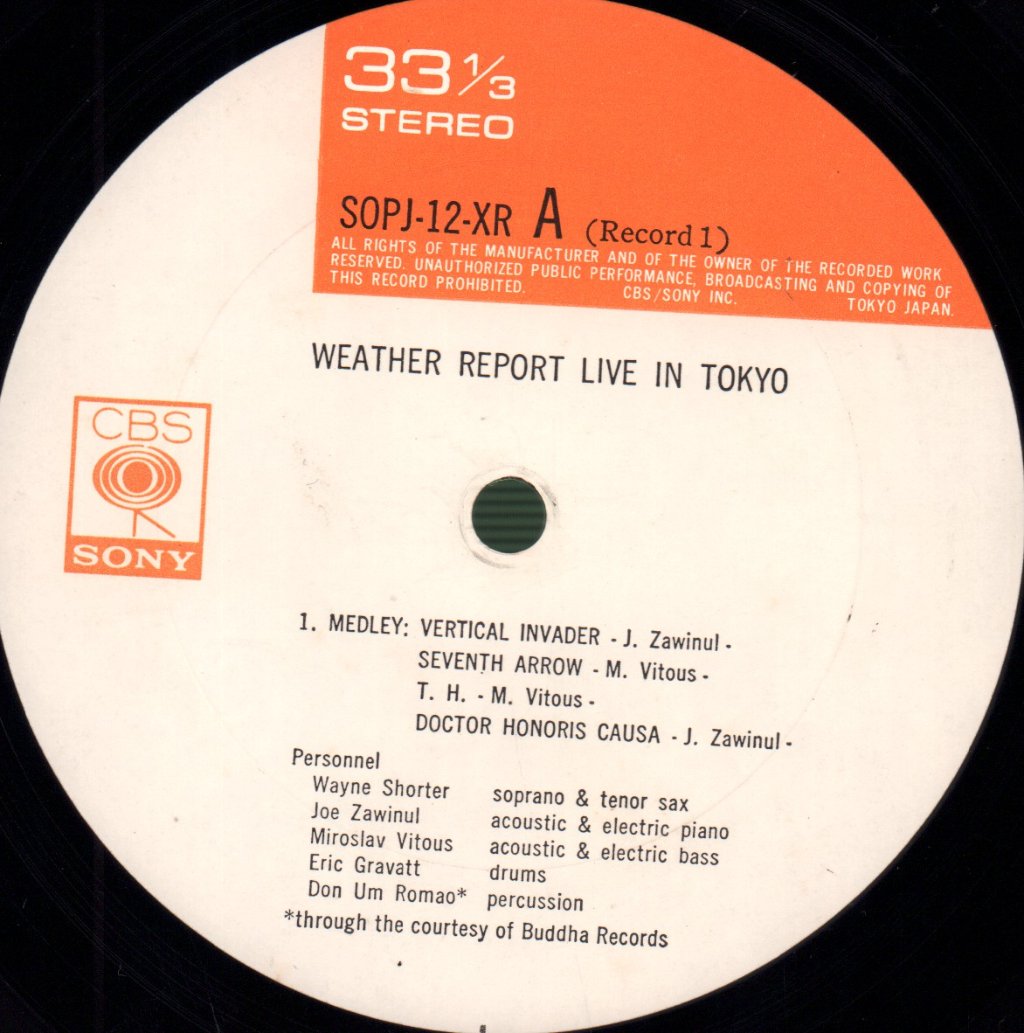 33 1/3
STEREO
SOPJ-12-XR A (Record 1)
ALL RIGHTS OF THE MANUFACTURER AND OF THE OWNER OF THE RECORDED WORK
RESERVED. UNAUTHORIZED PUBLIC PERFORMANCE, BROADCASTING AND COPYING OF
THIS RECORD PROHIBITED. CBS/SONY INC. TOKYO JAPAN.
WEATHER REPORT LIVE IN TOKYO
CBS
SONY
1. MEDLEY: VERTICAL INVADER - J. Zawinul -
SEVENTH ARROW - M. Vitous -
T. H. - M. Vitous -
DOCTOR HONORIS CAUSA - J. Zawinul -
Personnel
Wayne Shorter soprano & tenor sax
Joe Zawinul acoustic & electric piano
Miroslav Vitous acoustic & electric bass
Eric Gravatt drums
Don Um Romao* percussion
*through the courtesy of Buddha Records